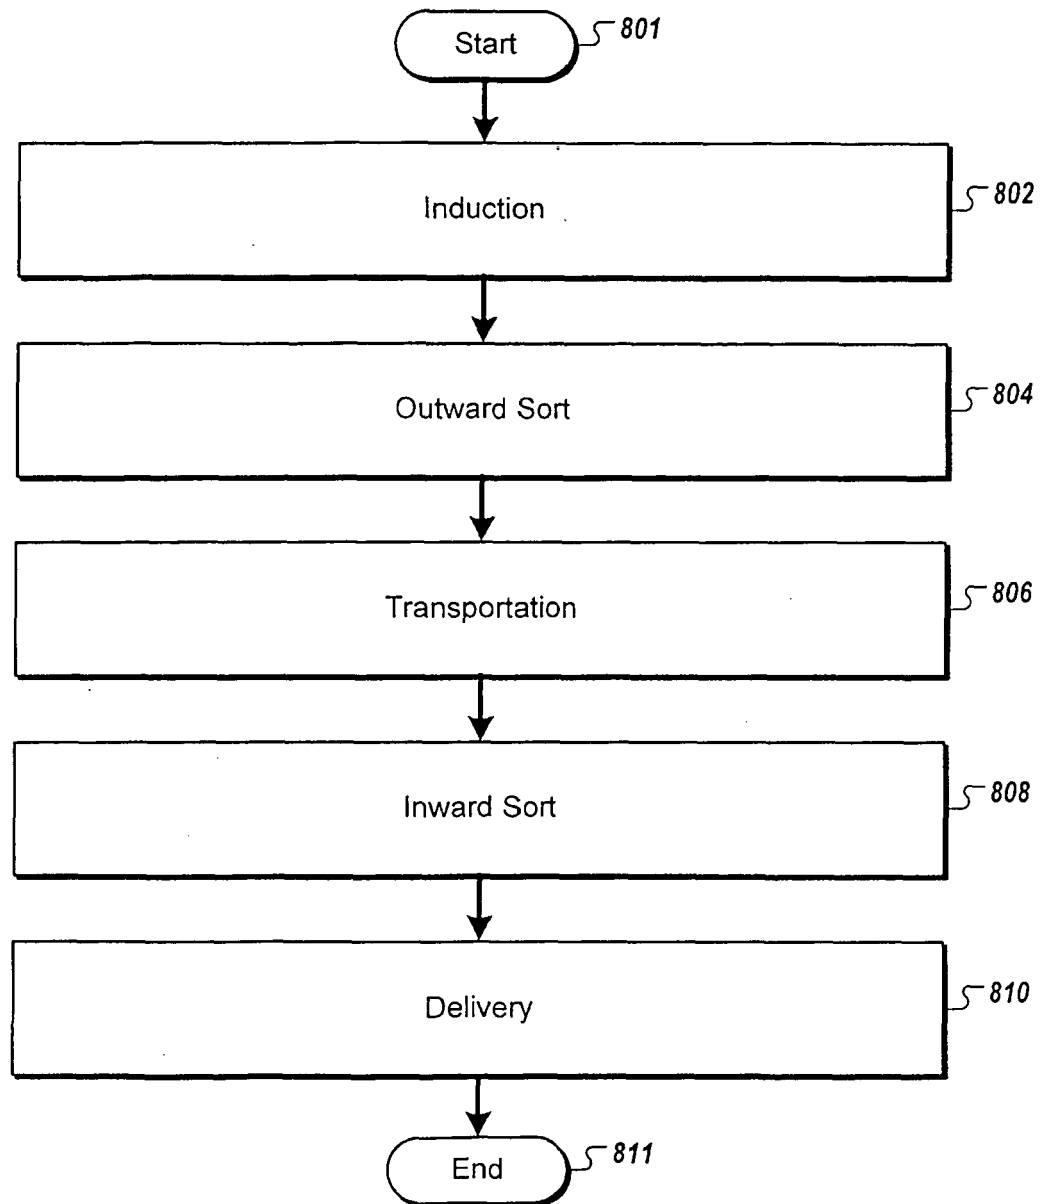 Start 801
Induction 802
Outward Sort 804
Transportation 806
Inward Sort 808
Delivery 810
End 811